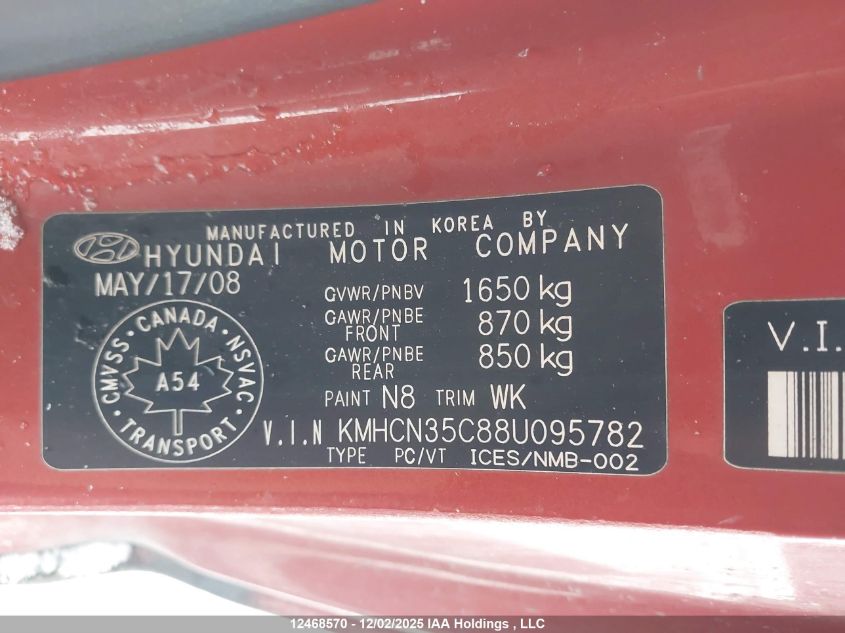 MANUFACTURED IN KOREA BY
HYUNDAI MOTOR COMPANY
MAY/17/08
GVWR/PNBV 1650 kg
GAWR/PNBE FRONT 870 kg
GAWR/PNBE REAR 850 kg
CMVSS · CANADA · NSVAC · TRANSPORT
A54
PAINT N8 TRIM WK
V.I.N KMHCN35C88U095782
TYPE PC/VT ICES/NMB-002
V.I.
12468570 - 12/02/2025 IAA Holdings , LLC